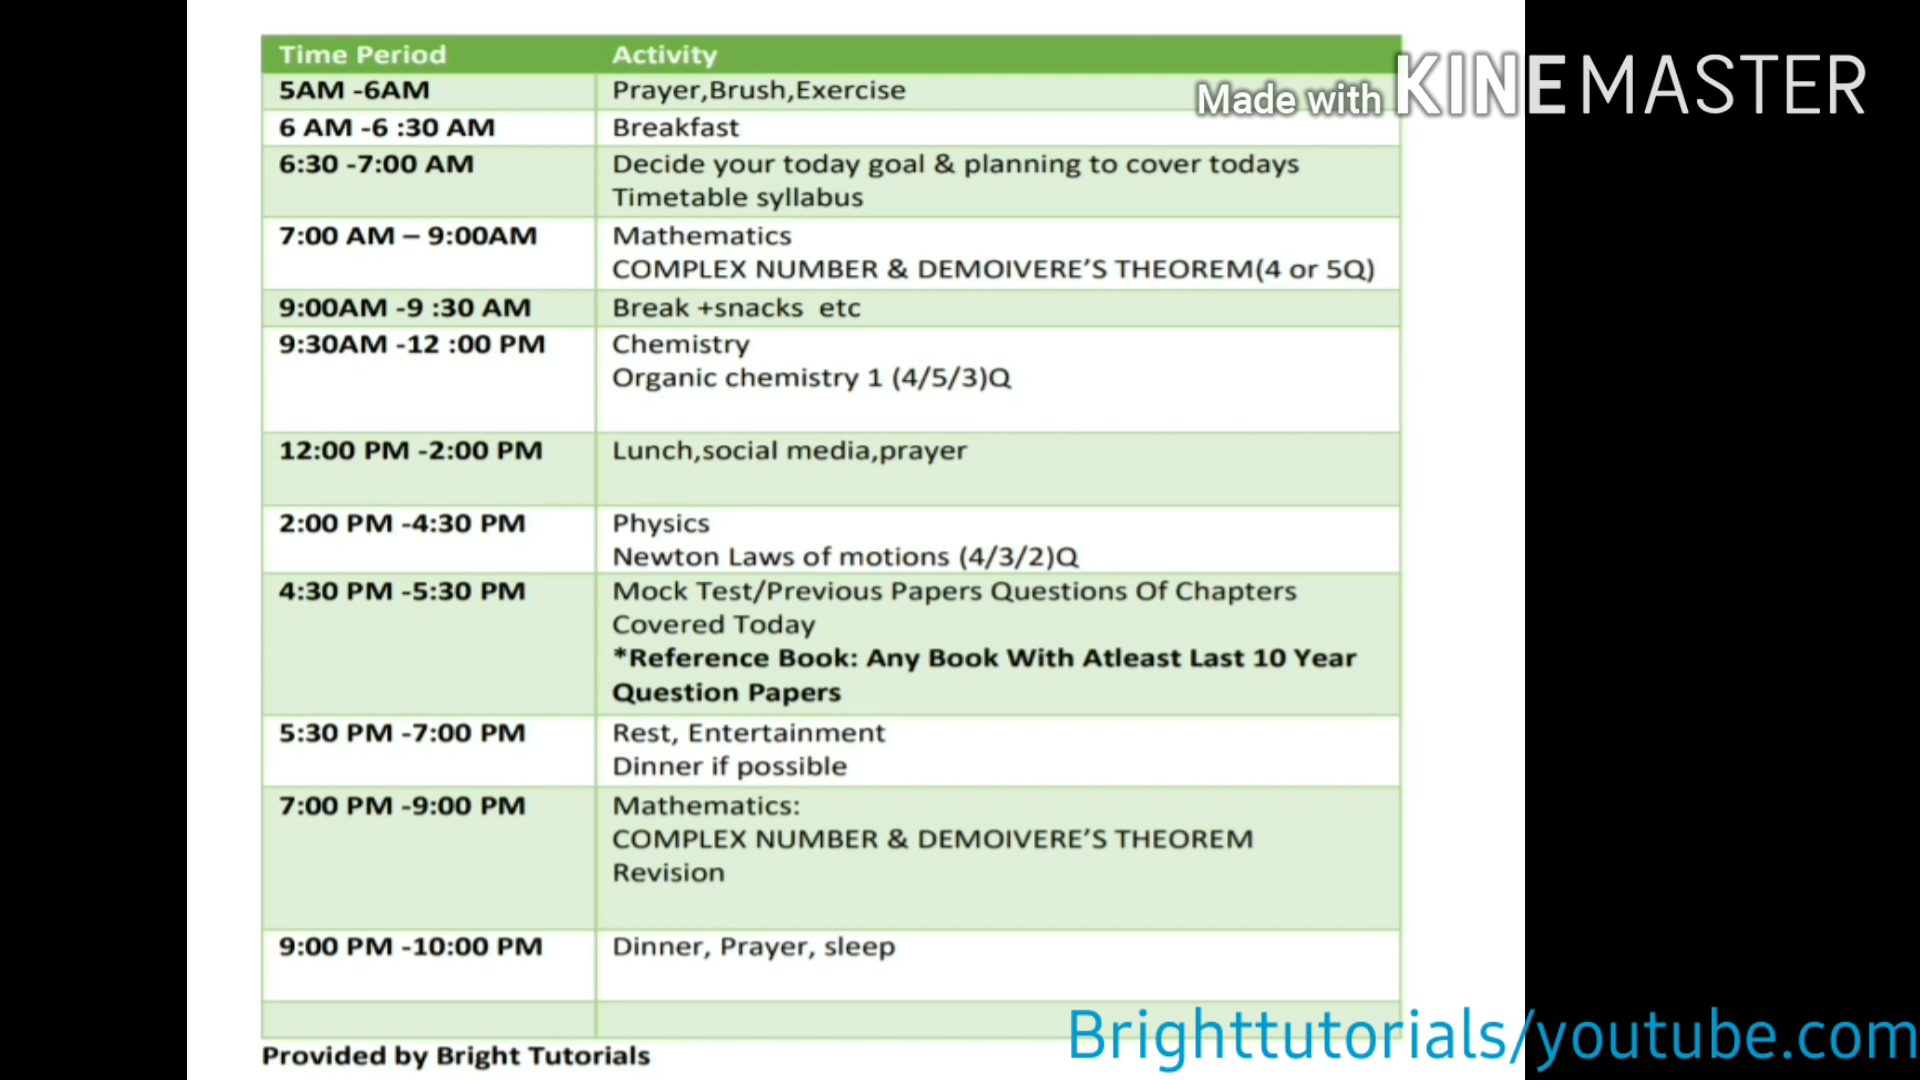 Time Period Activity
5AM -6AM Prayer,Brush,Exercise
Made with KINEMASTER
6 AM -6 :30 AM Breakfast
6:30 -7:00 AM Decide your today goal & planning to cover todays
Timetable syllabus
7:00 AM – 9:00AM Mathematics
COMPLEX NUMBER & DEMOIVERE’S THEOREM(4 or 5Q)
9:00AM -9 :30 AM Break +snacks etc
9:30AM -12 :00 PM Chemistry
Organic chemistry 1 (4/5/3)Q
12:00 PM -2:00 PM Lunch,social media,prayer
2:00 PM -4:30 PM Physics
Newton Laws of motions (4/3/2)Q
4:30 PM -5:30 PM Mock Test/Previous Papers Questions Of Chapters
Covered Today
*Reference Book: Any Book With Atleast Last 10 Year
Question Papers
5:30 PM -7:00 PM Rest, Entertainment
Dinner if possible
7:00 PM -9:00 PM Mathematics:
COMPLEX NUMBER & DEMOIVERE’S THEOREM
Revision
9:00 PM -10:00 PM Dinner, Prayer, sleep
Brighttutorials/youtube.com
Provided by Bright Tutorials